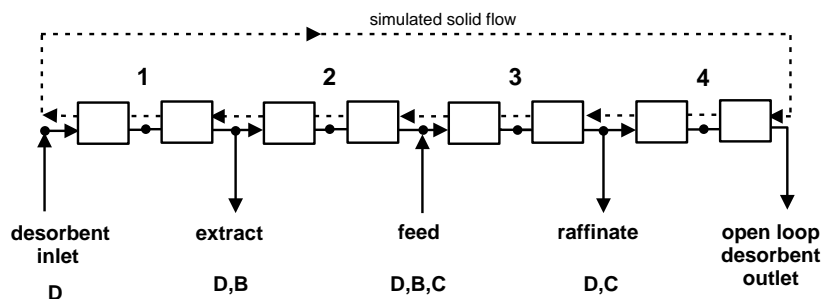 simulated solid flow
1 2 3 4
desorbent inlet
D
extract
D,B
feed
D,B,C
raffinate
D,C
open loop
desorbent
outlet